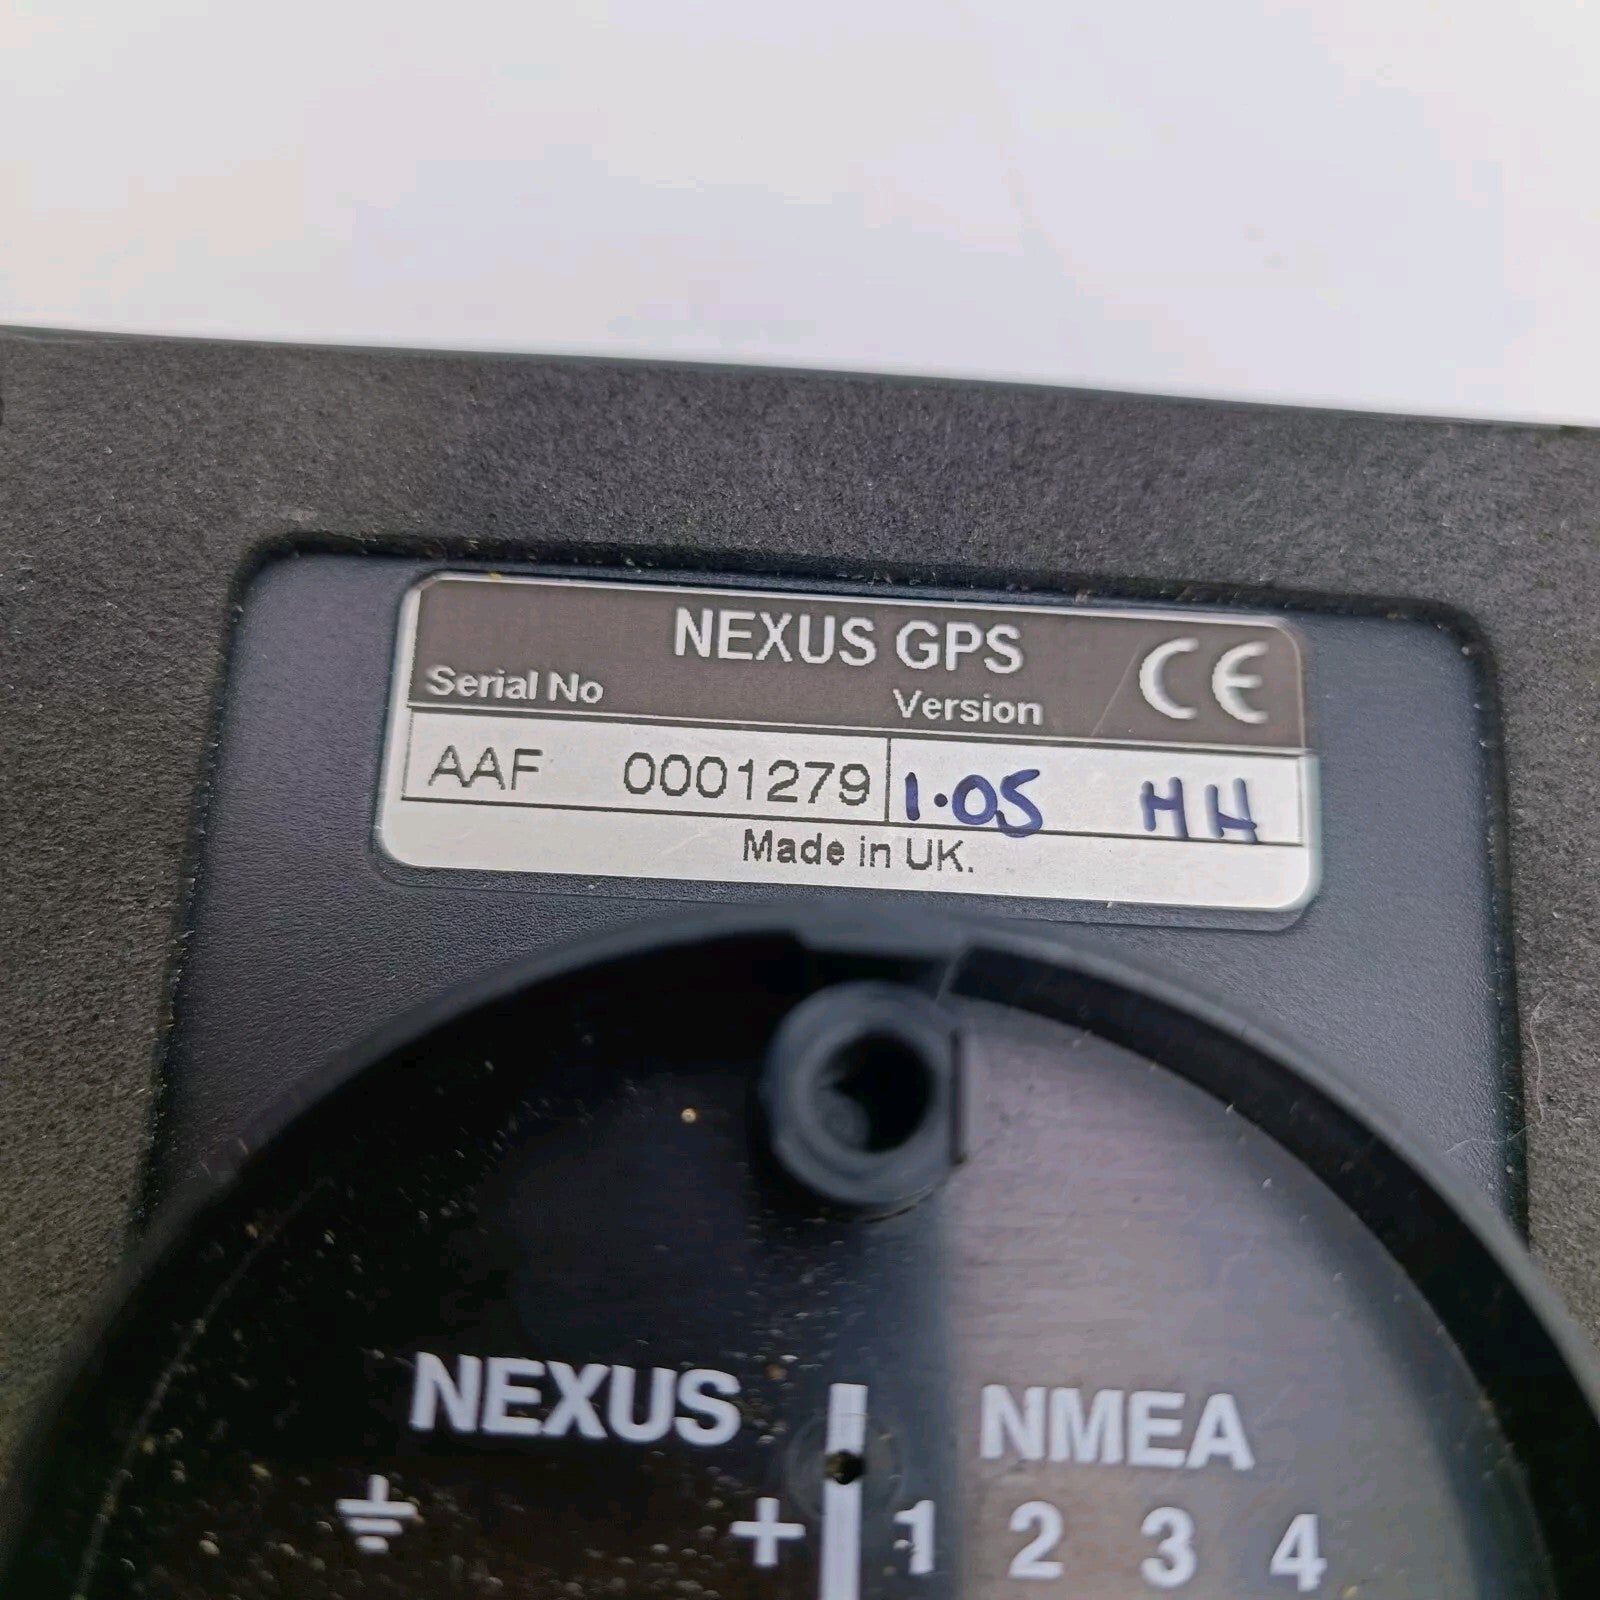 NEXUS GPS CE
Serial No Version
AAF 0001279 1.05 HH
Made in UK.
NEXUS NMEA
+ 1 2 3 4